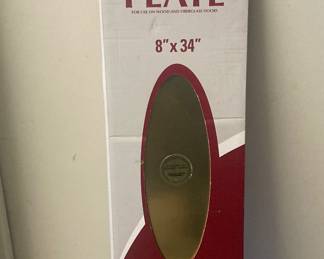 PLATE
FOR USE ON WOOD AND FIBERGLASS DOORS
8" x 34"